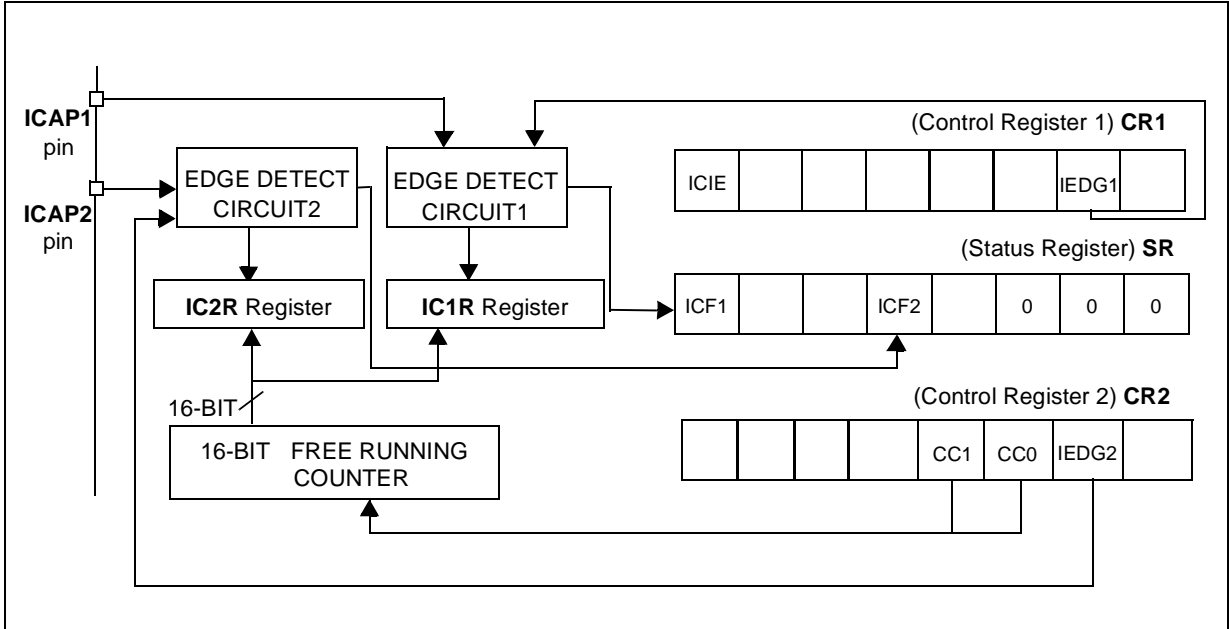 ICAP1
pin
ICAP2
pin
EDGE DETECT
CIRCUIT2
EDGE DETECT
CIRCUIT1
IC2R Register
IC1R Register
16-BIT
16-BIT FREE RUNNING
COUNTER
(Control Register 1) CR1
ICIE IEDG1
(Status Register) SR
ICF1 ICF2 0 0 0
(Control Register 2) CR2
CC1 CC0 IEDG2